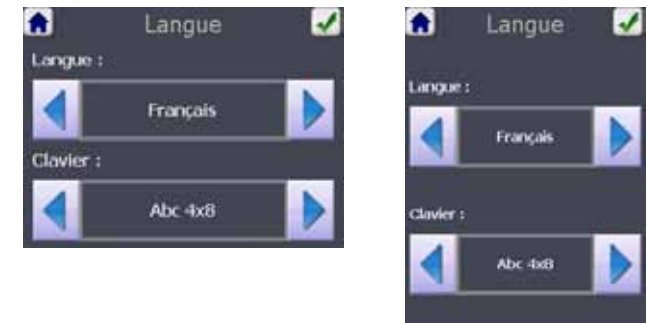 Langue
Langue :
Français
Clavier :
Abc 4x8
Langue
Langue :
Français
Clavier :
Abc 4x8